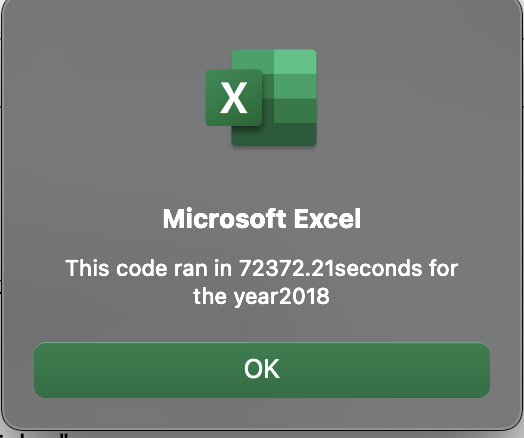 X
Microsoft Excel
This code ran in 72372.21seconds for
the year2018
OK